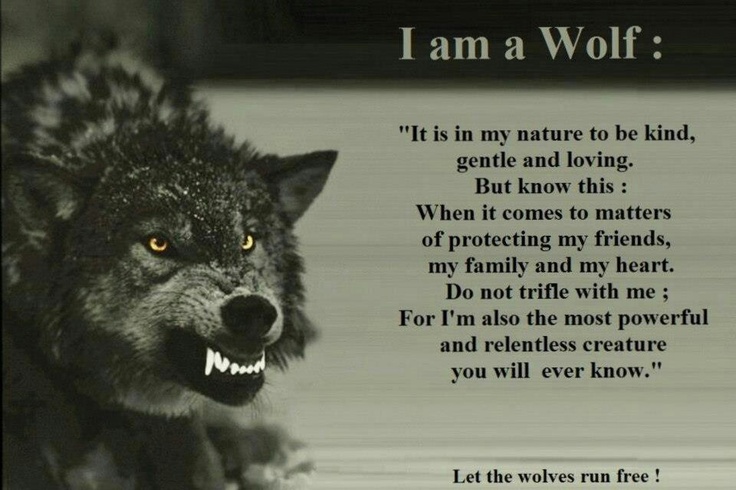 I am a Wolf :
"It is in my nature to be kind,
gentle and loving.
But know this :
When it comes to matters
of protecting my friends,
my family and my heart.
Do not trifle with me ;
For I'm also the most powerful
and relentless creature
you will ever know."
Let the wolves run free !